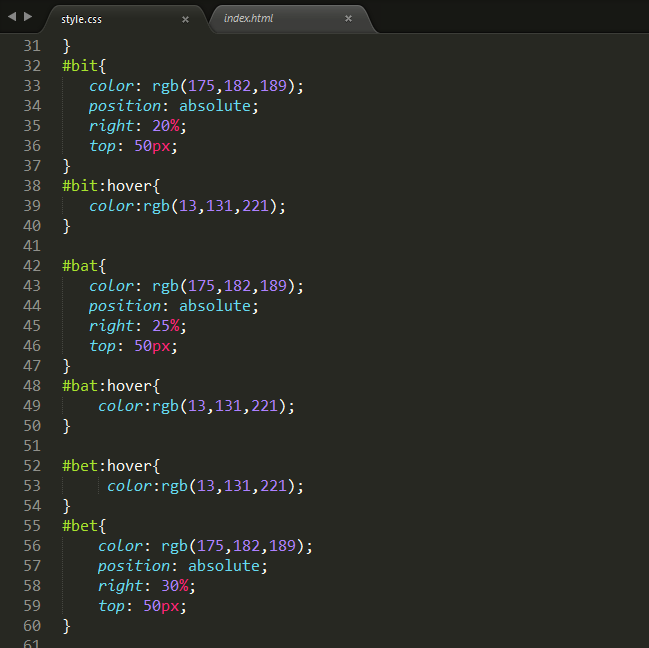 style.css × index.html ×
31 }
32 #bit{
33 color: rgb(175,182,189);
34 position: absolute;
35 right: 20%;
36 top: 50px;
37 }
38 #bit:hover{
39 color:rgb(13,131,221);
40 }
41
42 #bat{
43 color: rgb(175,182,189);
44 position: absolute;
45 right: 25%;
46 top: 50px;
47 }
48 #bat:hover{
49 color:rgb(13,131,221);
50 }
51
52 #bet:hover{
53 color:rgb(13,131,221);
54 }
55 #bet{
56 color: rgb(175,182,189);
57 position: absolute;
58 right: 30%;
59 top: 50px;
60 }
61